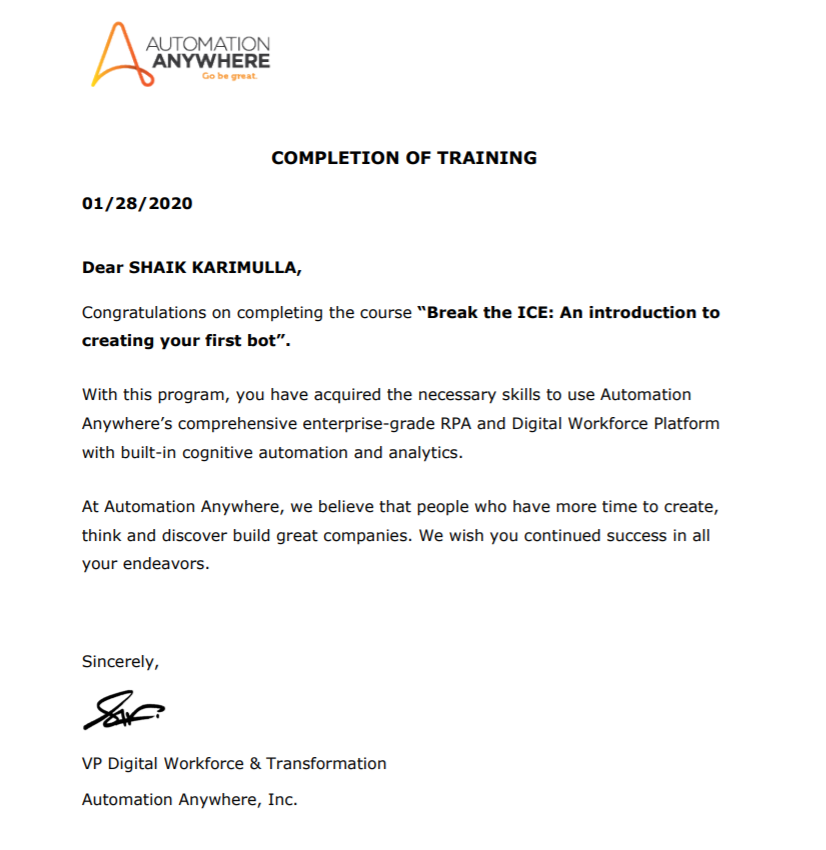 AUTOMATION
ANYWHERE
Go be great.
COMPLETION OF TRAINING
01/28/2020
Dear SHAIK KARIMULLA,
Congratulations on completing the course “Break the ICE: An introduction to
creating your first bot”.
With this program, you have acquired the necessary skills to use Automation
Anywhere’s comprehensive enterprise-grade RPA and Digital Workforce Platform
with built-in cognitive automation and analytics.
At Automation Anywhere, we believe that people who have more time to create,
think and discover build great companies. We wish you continued success in all
your endeavors.
Sincerely,
VP Digital Workforce & Transformation
Automation Anywhere, Inc.